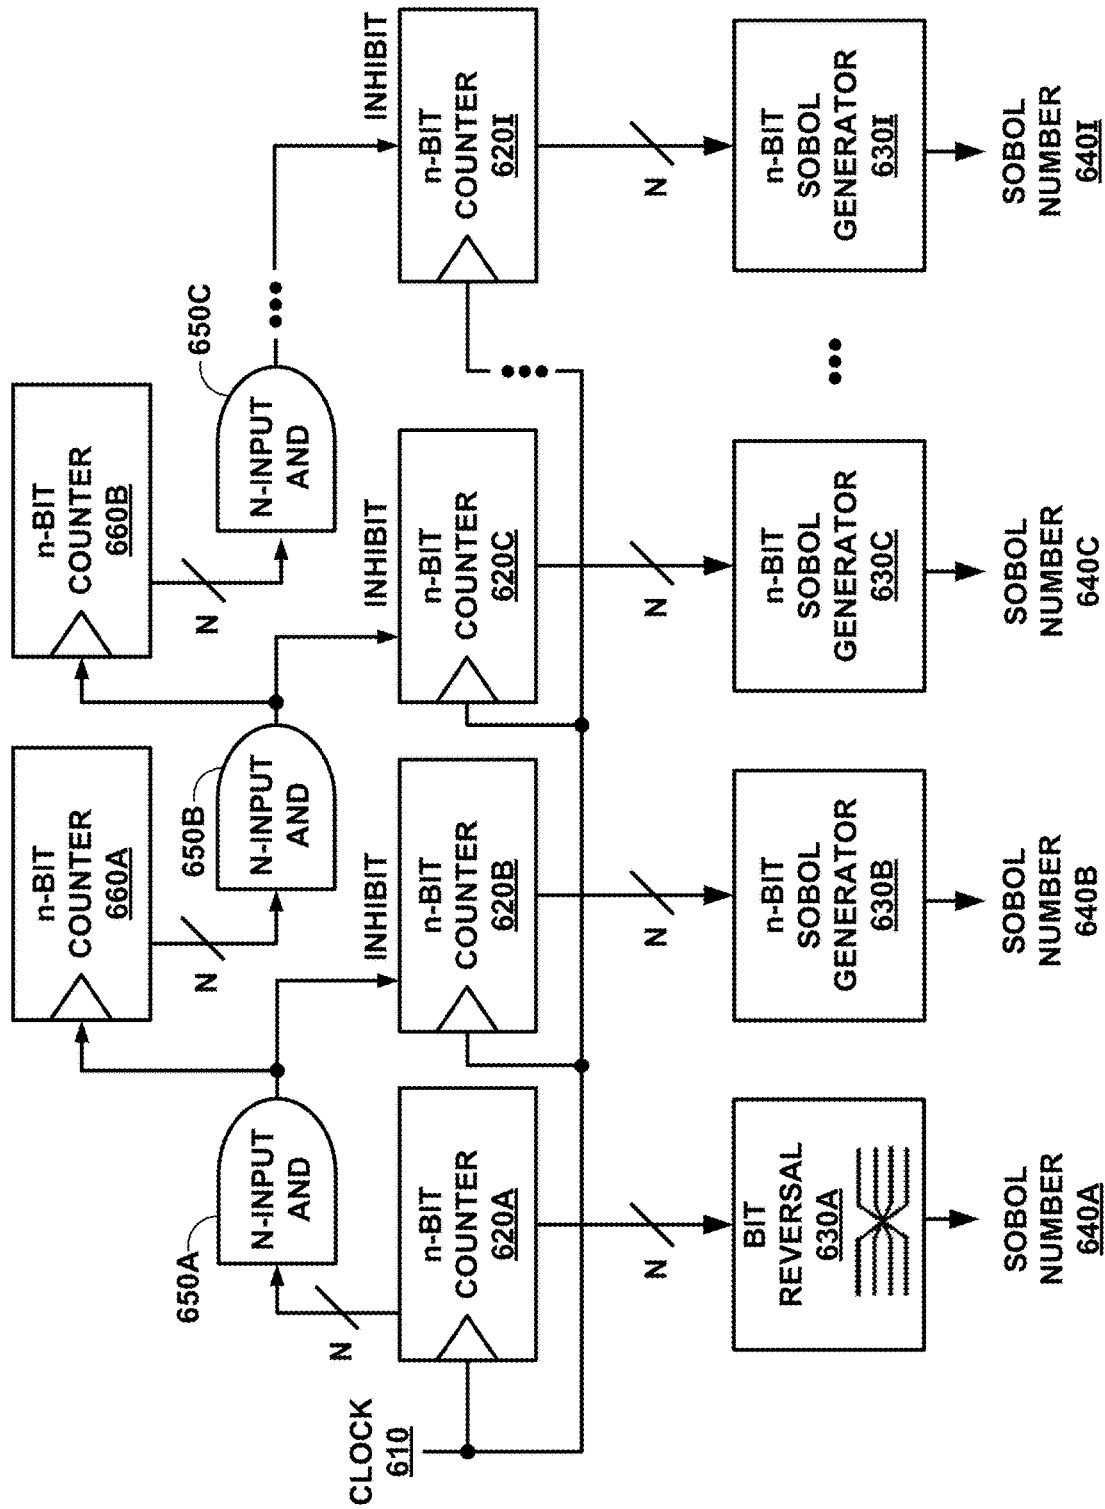 CLOCK
610
n-BIT
COUNTER
620A
N
N-INPUT
AND
650A
n-BIT
COUNTER
660A
N
N-INPUT
AND
650B
n-BIT
COUNTER
660B
N
N-INPUT
AND
650C
INHIBIT
n-BIT
COUNTER
620B
INHIBIT
n-BIT
COUNTER
620C
INHIBIT
n-BIT
COUNTER
620I
N
N
N
N
BIT
REVERSAL
630A
n-BIT
SOBOL
GENERATOR
630B
n-BIT
SOBOL
GENERATOR
630C
n-BIT
SOBOL
GENERATOR
630I
SOBOL
NUMBER
640A
SOBOL
NUMBER
640B
SOBOL
NUMBER
640C
SOBOL
NUMBER
640I